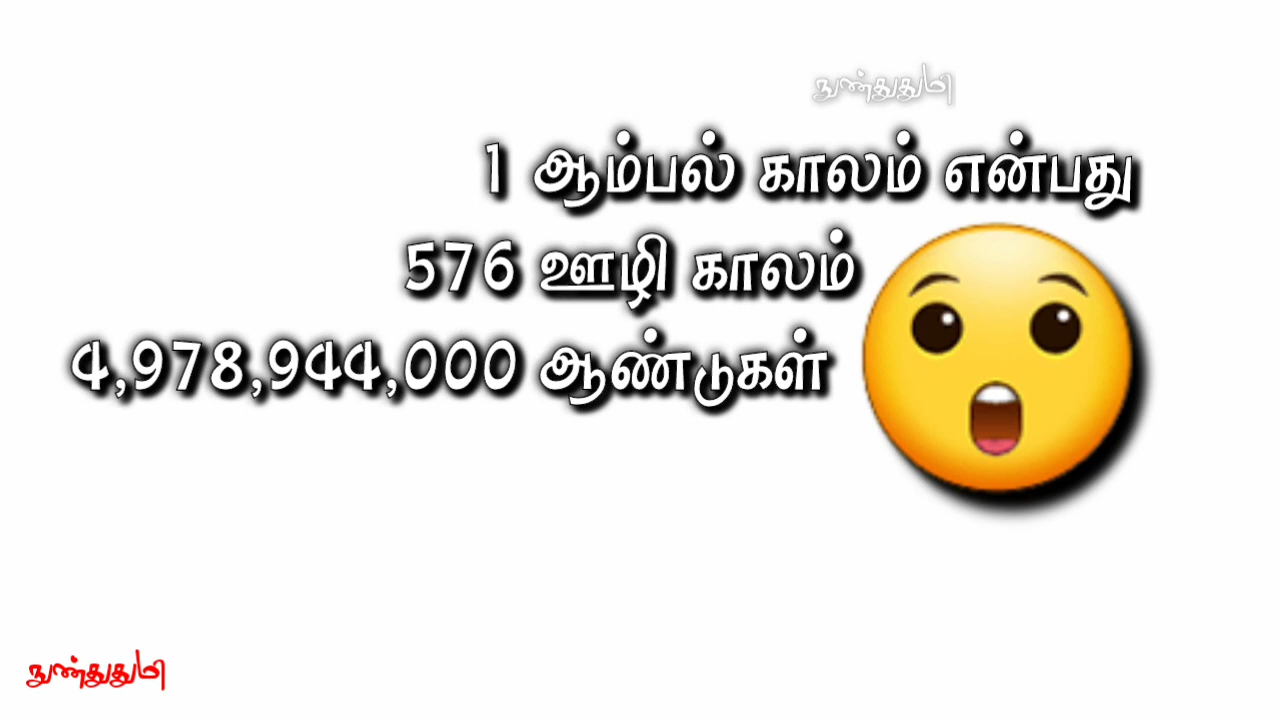 நுண்துதுமி
1 ஆம்பல் காலம் என்பது
576 ஊழி காலம்
4,978,944,000 ஆண்டுகள்
நுண்துதுமி